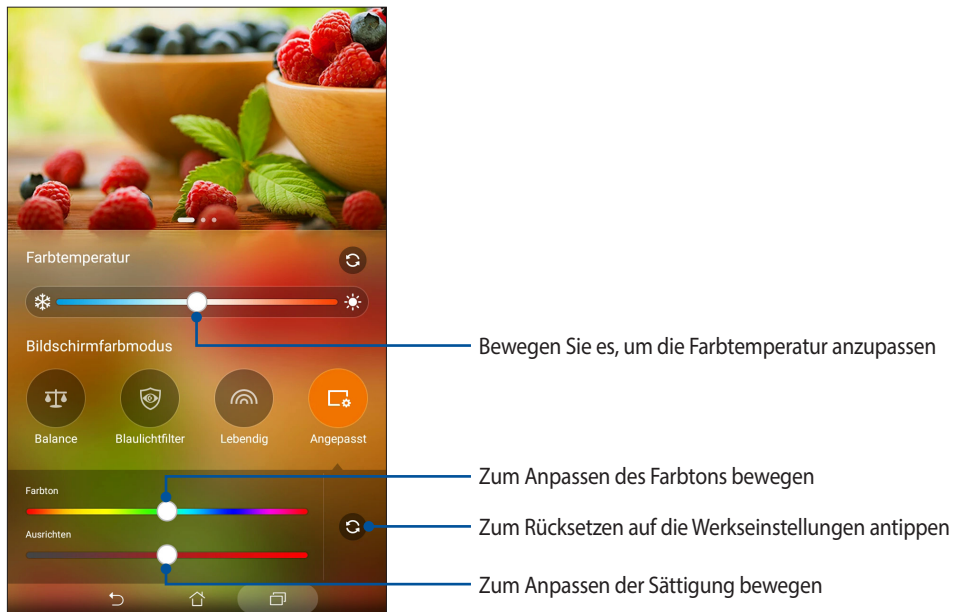 Farbtemperatur
Bewegen Sie es, um die Farbtemperatur anzupassen
Bildschirmfarbmodus
Balance
Blaulichtfilter
Lebendig
Angepasst
Farbton
Zum Anpassen des Farbtons bewegen
Zum Rücksetzen auf die Werkseinstellungen antippen
Ausrichten
Zum Anpassen der Sättigung bewegen